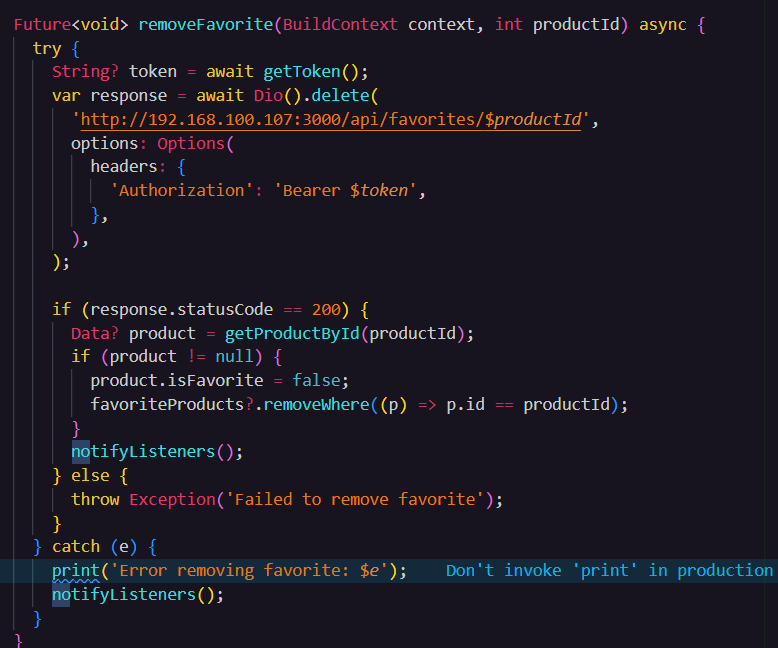 Future<void> removeFavorite(BuildContext context, int productId) async {
try {
String? token = await getToken();
var response = await Dio().delete(
'http://192.168.100.107:3000/api/favorites/$productId',
options: Options(
headers: {
'Authorization': 'Bearer $token',
},
),
);
if (response.statusCode == 200) {
Data? product = getProductById(productId);
if (product != null) {
product.isFavorite = false;
favoriteProducts?.removeWhere((p) => p.id == productId);
}
notifyListeners();
} else {
throw Exception('Failed to remove favorite');
}
} catch (e) {
print('Error removing favorite: $e'); Don't invoke 'print' in production
notifyListeners();
}
}